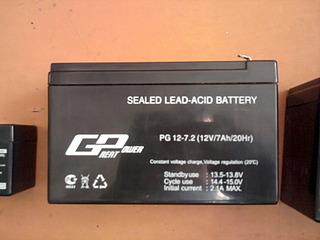 SEALED LEAD-ACID BATTERY
PG 12-7.2 (12V/7Ah/20Hr)
GP
GREAT POWER
Constant voltage charge, Voltage regulation (20°C)
Standby use : 13.5-13.8V
Cycle use : 14.4-15.0V
Initial current : 2.1A MAX.